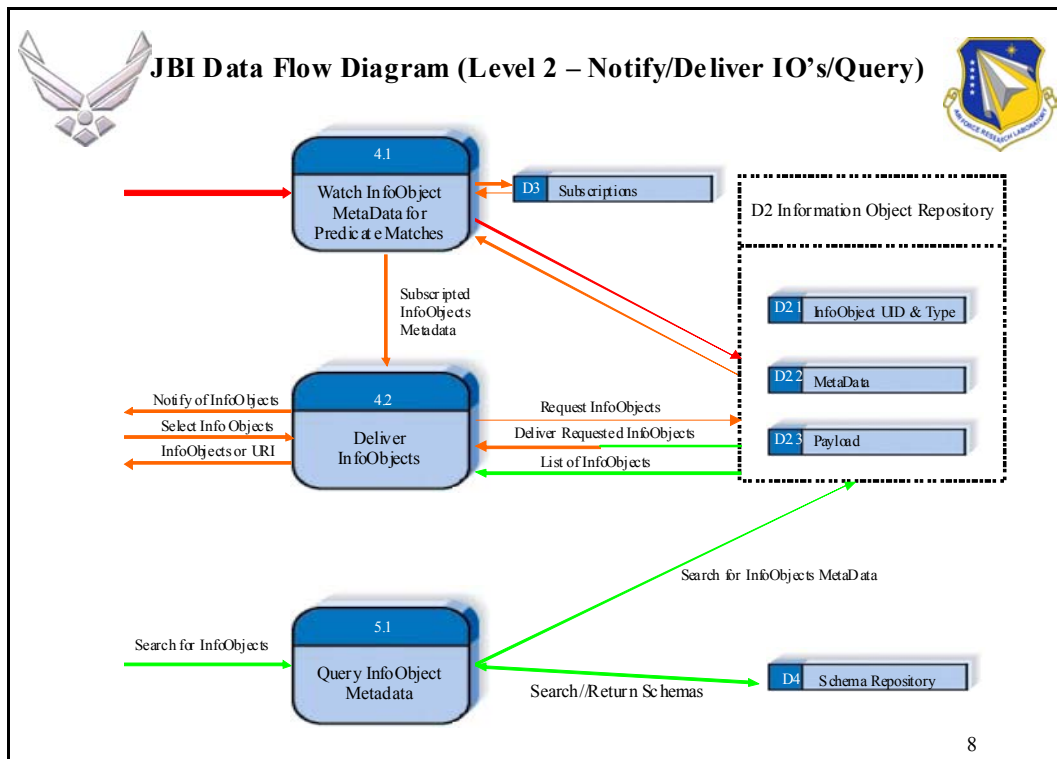 JBI Data Flow Diagram (Level 2 – Notify/Deliver IO's/Query)
AIR FORCE RESEARCH LABORATORY
4.1
Watch InfoObject
MetaData for
Predicate Matches
D3 Subscriptions
D2 Information Object Repository
Subscripted
InfoObjects
Metadata
D2.1 InfoObject UID & Type
D2.2 MetaData
D2.3 Payload
4.2
Deliver
InfoObjects
Notify of InfoObjects
Select Info Objects
InfoObjects or URI
Request InfoObjects
Deliver Requested InfoObjects
List of InfoObjects
Search for InfoObjects MetaData
5.1
Query InfoObject
Metadata
Search for InfoObjects
Search//Return Schemas
D4 Schema Repository
8